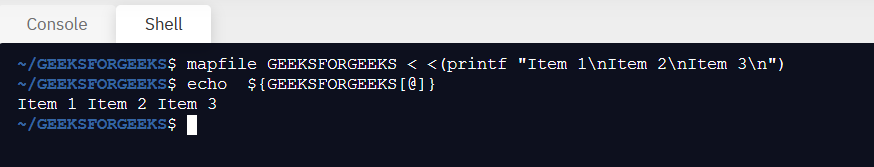 Console Shell
~/GEEKSFORGEEKS$ mapfile GEEKSFORGEEKS < <(printf "Item 1\nItem 2\nItem 3\n")
~/GEEKSFORGEEKS$ echo  ${GEEKSFORGEEKS[@]}
Item 1 Item 2 Item 3
~/GEEKSFORGEEKS$